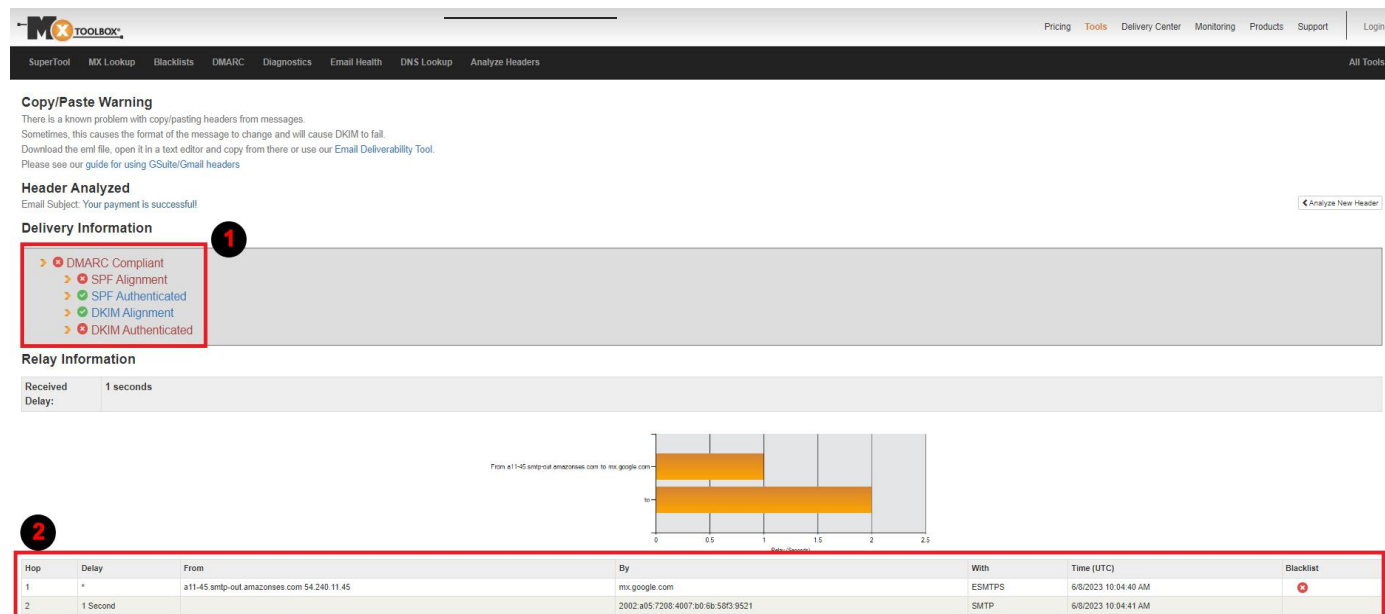 MX TOOLBOX®
Pricing Tools Delivery Center Monitoring Products Support Login
SuperTool MX Lookup Blacklists DMARC Diagnostics Email Health DNS Lookup Analyze Headers All Tools
Copy/Paste Warning
There is a known problem with copy/pasting headers from messages.
Sometimes, this causes the format of the message to change and will cause DKIM to fail.
Download the eml file, open it in a text editor and copy from there or use our Email Deliverability Tool.
Please see our guide for using GSuite/Gmail headers
Header Analyzed
Email Subject: Your payment is successful!
Analyze New Header
Delivery Information
1
DMARC Compliant
SPF Alignment
SPF Authenticated
DKIM Alignment
DKIM Authenticated
Relay Information
Received Delay: 1 seconds
From a11-45.smtp-out.amazonses.com to mx.google.com
to
0 0.5 1 1.5 2 2.5
Relay (Seconds)
2
Hop Delay From By With Time (UTC) Blacklist
1 * a11-45.smtp-out.amazonses.com 54.240.11.45 mx.google.com ESMTPS 6/8/2023 10:04:40 AM
2 1 Second 2002:a05:7208:4007:b0:6b:58f3:9521 SMTP 6/8/2023 10:04:41 AM